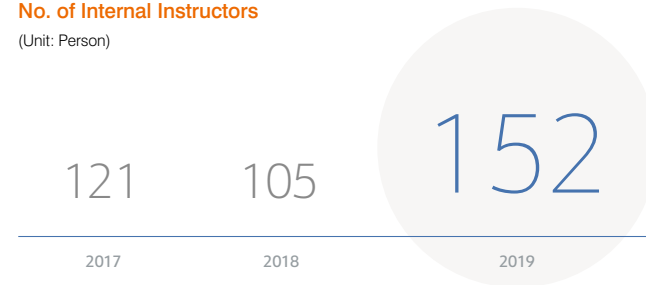 No. of Internal Instructors
(Unit: Person)
121 105 152
2017 2018 2019